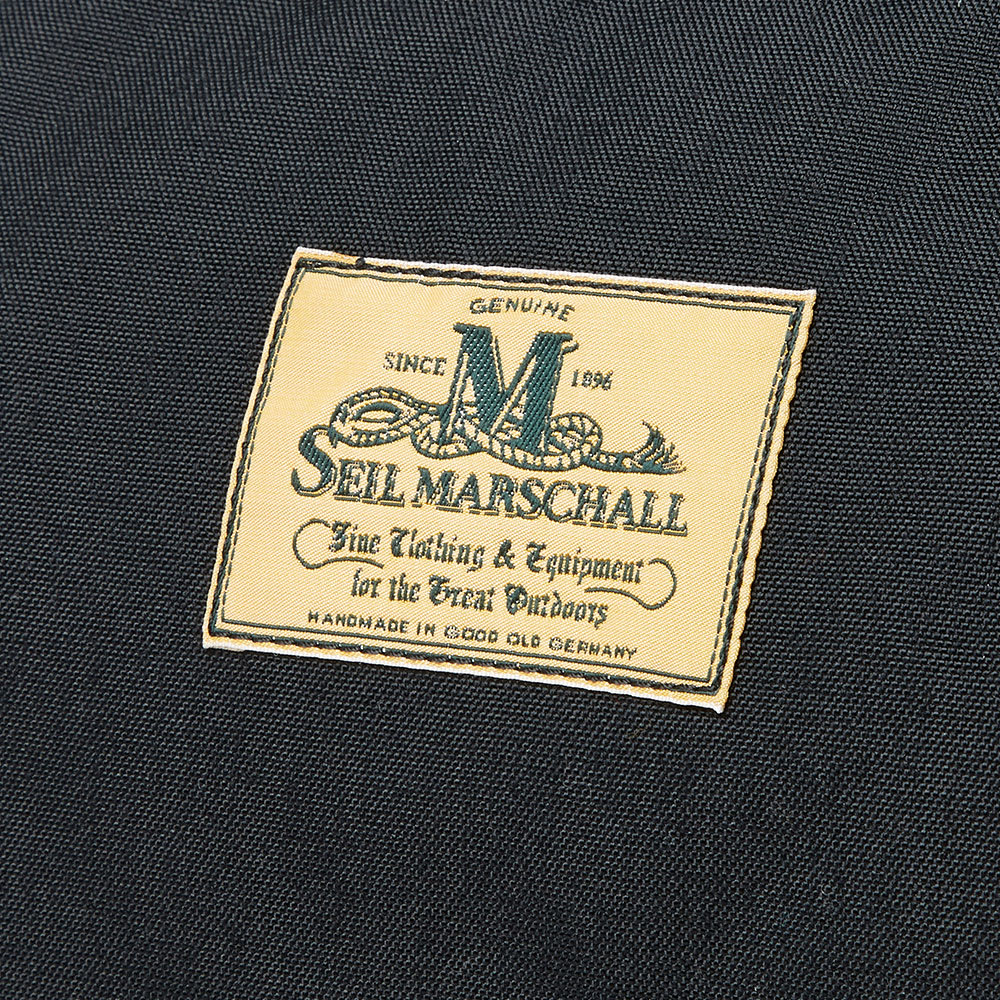 GENUINE
SINCE M 1896
SEIL MARSCHALL
Fine Clothing & Equipment
for the Great Outdoors
HANDMADE IN GOOD OLD GERMANY